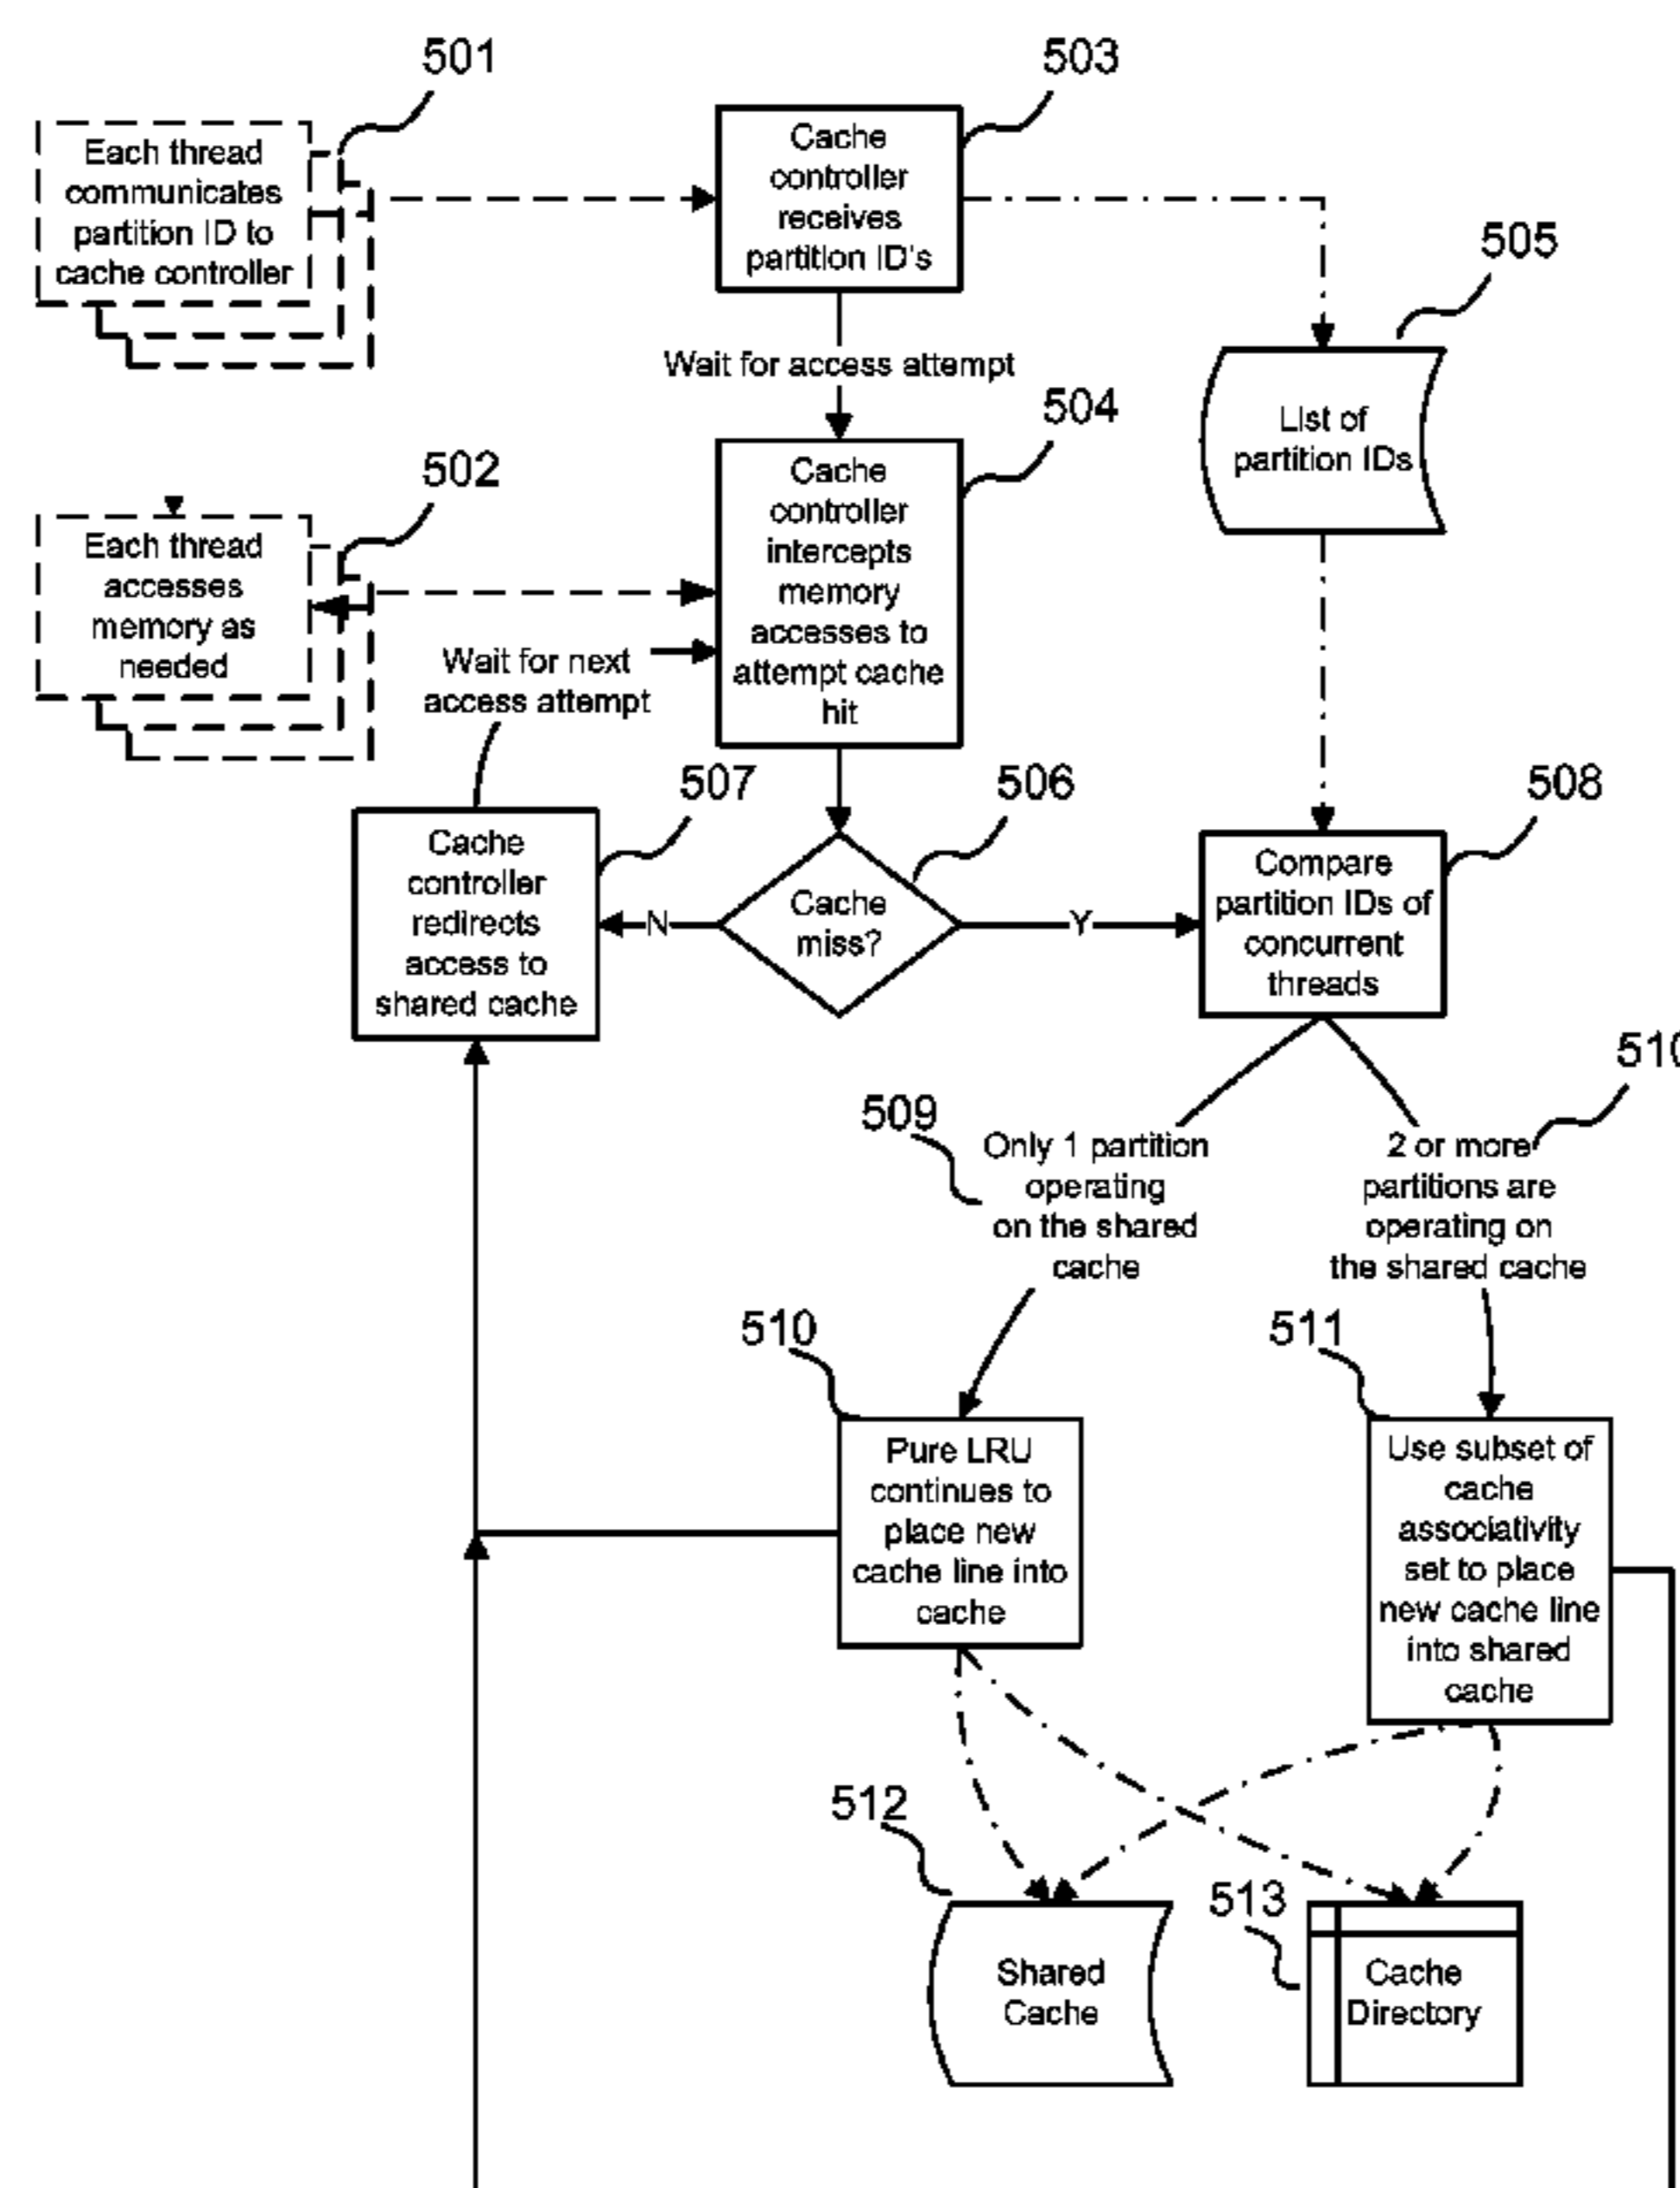 501
Each thread
communicates
partition ID to
cache controller
503
Cache
controller
receives
partition ID's
505
List of
partition IDs
Wait for access attempt
504
Cache
controller
intercepts
memory
accesses to
attempt cache
hit
502
Each thread
accesses
memory as
needed
Wait for next
access attempt
507
Cache
controller
redirects
access to
shared cache
506
Cache
miss?
N
Y
508
Compare
partition IDs of
concurrent
threads
509
Only 1 partition
operating
on the shared
cache
510
2 or more
partitions are
operating on
the shared cache
510
Pure LRU
continues to
place new
cache line into
cache
511
Use subset of
cache
associativity
set to place
new cache line
into shared
cache
512
Shared
Cache
513
Cache
Directory